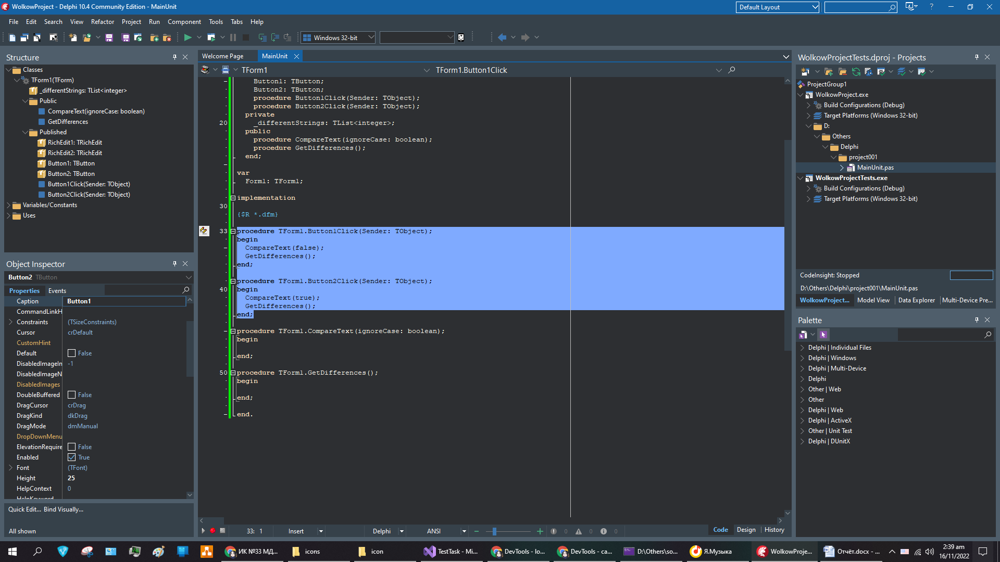 WolkowProject - Delphi 10.4 Community Edition - MainUnit
Default Layout
File Edit Search View Refactor Project Run Component Tools Tabs Help
Windows 32-bit
Structure
Classes
TForm1(TForm)
_differentStrings: TList<integer>
Public
CompareText(ignoreCase: boolean)
GetDifferences
Published
RichEdit1: TRichEdit
RichEdit2: TRichEdit
Button1: TButton
Button2: TButton
Button1Click(Sender: TObject)
Button2Click(Sender: TObject)
Variables/Constants
Uses
Object Inspector
Button2 TButton
Properties Events
Caption Button1
CommandLinkH
Constraints (TSizeConstraints)
Cursor crDefault
CustomHint
Default False
DisabledImageIn -1
DisabledImageN
DisabledImages
DoubleBuffered False
DragCursor crDrag
DragKind dkDrag
DragMode dmManual
DropDownMenu
ElevationRequire False
Enabled True
Font (TFont)
Height 25
HelpContext 0
HelpKeyword
Quick Edit... Bind Visually...
All shown
Welcome Page MainUnit
TForm1 TForm1.Button1Click
Button1: TButton;
Button2: TButton;
procedure Button1Click(Sender: TObject);
procedure Button2Click(Sender: TObject);
private
20 _differentStrings: TList<integer>;
public
procedure CompareText(ignoreCase: boolean);
procedure GetDifferences();
end;
var
Form1: TForm1;
implementation
30
{$R *.dfm}
33 procedure TForm1.Button1Click(Sender: TObject);
begin
CompareText(false);
GetDifferences();
end;
procedure TForm1.Button2Click(Sender: TObject);
40 begin
CompareText(true);
GetDifferences();
end;
procedure TForm1.CompareText(ignoreCase: boolean);
begin
end;
50 procedure TForm1.GetDifferences();
begin
end;
end.
33: 1 Insert Delphi ANSI 0 0 0 Code Design History
WolkowProjectTests.dproj - Projects
ProjectGroup1
WolkowProject.exe
Build Configurations (Debug)
Target Platforms (Windows 32-bit)
D:
Others
Delphi
project001
MainUnit.pas
WolkowProjectTests.exe
Build Configurations (Debug)
Target Platforms (Windows 32-bit)
CodeInsight: Stopped
D:\Others\Delphi\project001\MainUnit.pas
WolkowProject... Model View Data Explorer Multi-Device Pre...
Palette
Delphi | Individual Files
Delphi | Windows
Delphi | Multi-Device
Delphi
Other | Web
Other
Delphi | Web
Delphi | ActiveX
Other | Unit Test
Delphi | DUnitX
ИК №33 МД... icons icon TestTask - Mi... DevTools - lo... DevTools - ca... D:\Others\so... Я.Музыка WolkowProje... Отчёт.docx - ...
2:39 am
16/11/2022